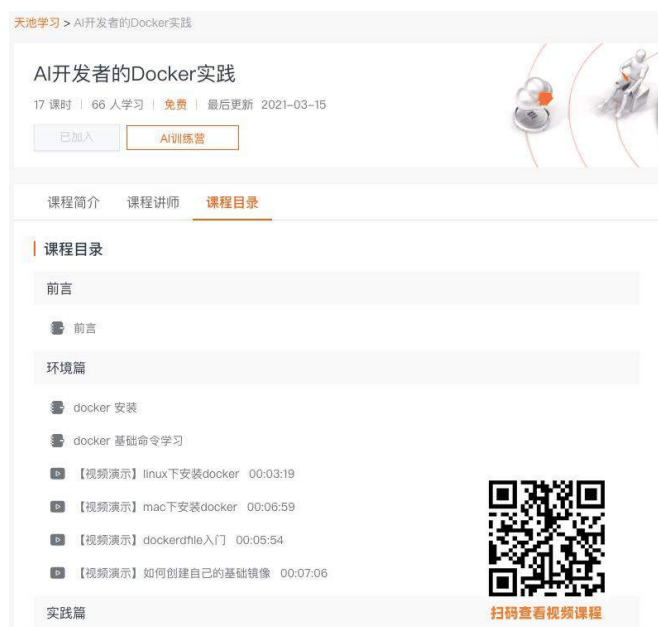 天池学习 > AI开发者的Docker实践
AI开发者的Docker实践
17 课时 | 66 人学习 | 免费 | 最后更新 2021-03-15
已加入 AI训练营
课程简介 课程讲师 课程目录
课程目录
前言
前言
环境篇
docker 安装
docker 基础命令学习
【视频演示】linux下安装docker 00:03:19
【视频演示】mac下安装docker 00:06:59
【视频演示】dockerdfile入门 00:05:54
【视频演示】如何创建自己的基础镜像 00:07:06
扫码查看视频课程
实践篇